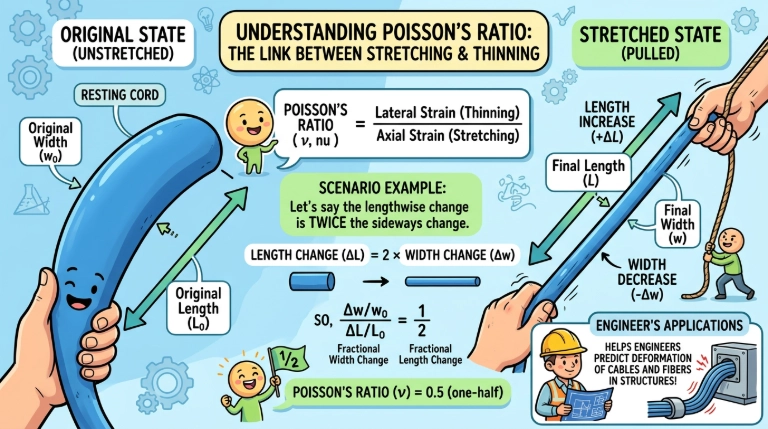 ORIGINAL STATE
(UNSTRETCHED)
UNDERSTANDING POISSON'S RATIO:
THE LINK BETWEEN STRETCHING & THINNING
STRETCHED STATE
(PULLED)
RESTING CORD
Original
Width
(w₀)
Original
Length
(L₀)
POISSON'S
RATIO
(ν, nu)
=
Lateral Strain (Thinning)
Axial Strain (Stretching)
SCENARIO EXAMPLE:
Let's say the lengthwise change
is TWICE the sideways change.
LENGTH CHANGE (ΔL) = 2 × WIDTH CHANGE (Δw)
SO, Δw/w₀ / ΔL/L₀ = 1/2
Fractional
Width Change
Fractional
Length Change
1/2
POISSON'S RATIO (ν) = 0.5 (one-half)
LENGTH
INCREASE
(+ΔL)
Final Length
(L)
Final
Width
(w)
WIDTH
DECREASE
(-Δw)
ENGINEER'S APPLICATIONS
HELPS ENGINEERS
PREDICT DEFORMATION
OF CABLES AND FIBERS
IN STRUCTURES!